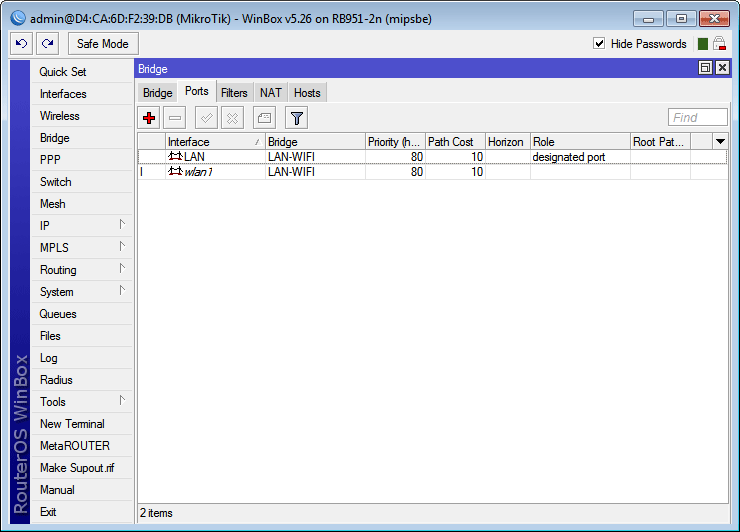 admin@D4:CA:6D:F2:39:DB (MikroTik) - WinBox v5.26 on RB951-2n (mipsbe)
Safe Mode
Hide Passwords
RouterOS WinBox
Quick Set
Interfaces
Wireless
Bridge
PPP
Switch
Mesh
IP
MPLS
Routing
System
Queues
Files
Log
Radius
Tools
New Terminal
MetaROUTER
Make Supout.rif
Manual
Exit
Bridge
Bridge Ports Filters NAT Hosts
Find
Interface Bridge Priority (h... Path Cost Horizon Role Root Pat...
LAN LAN-WIFI 80 10 designated port
I wlan1 LAN-WIFI 80 10
2 items